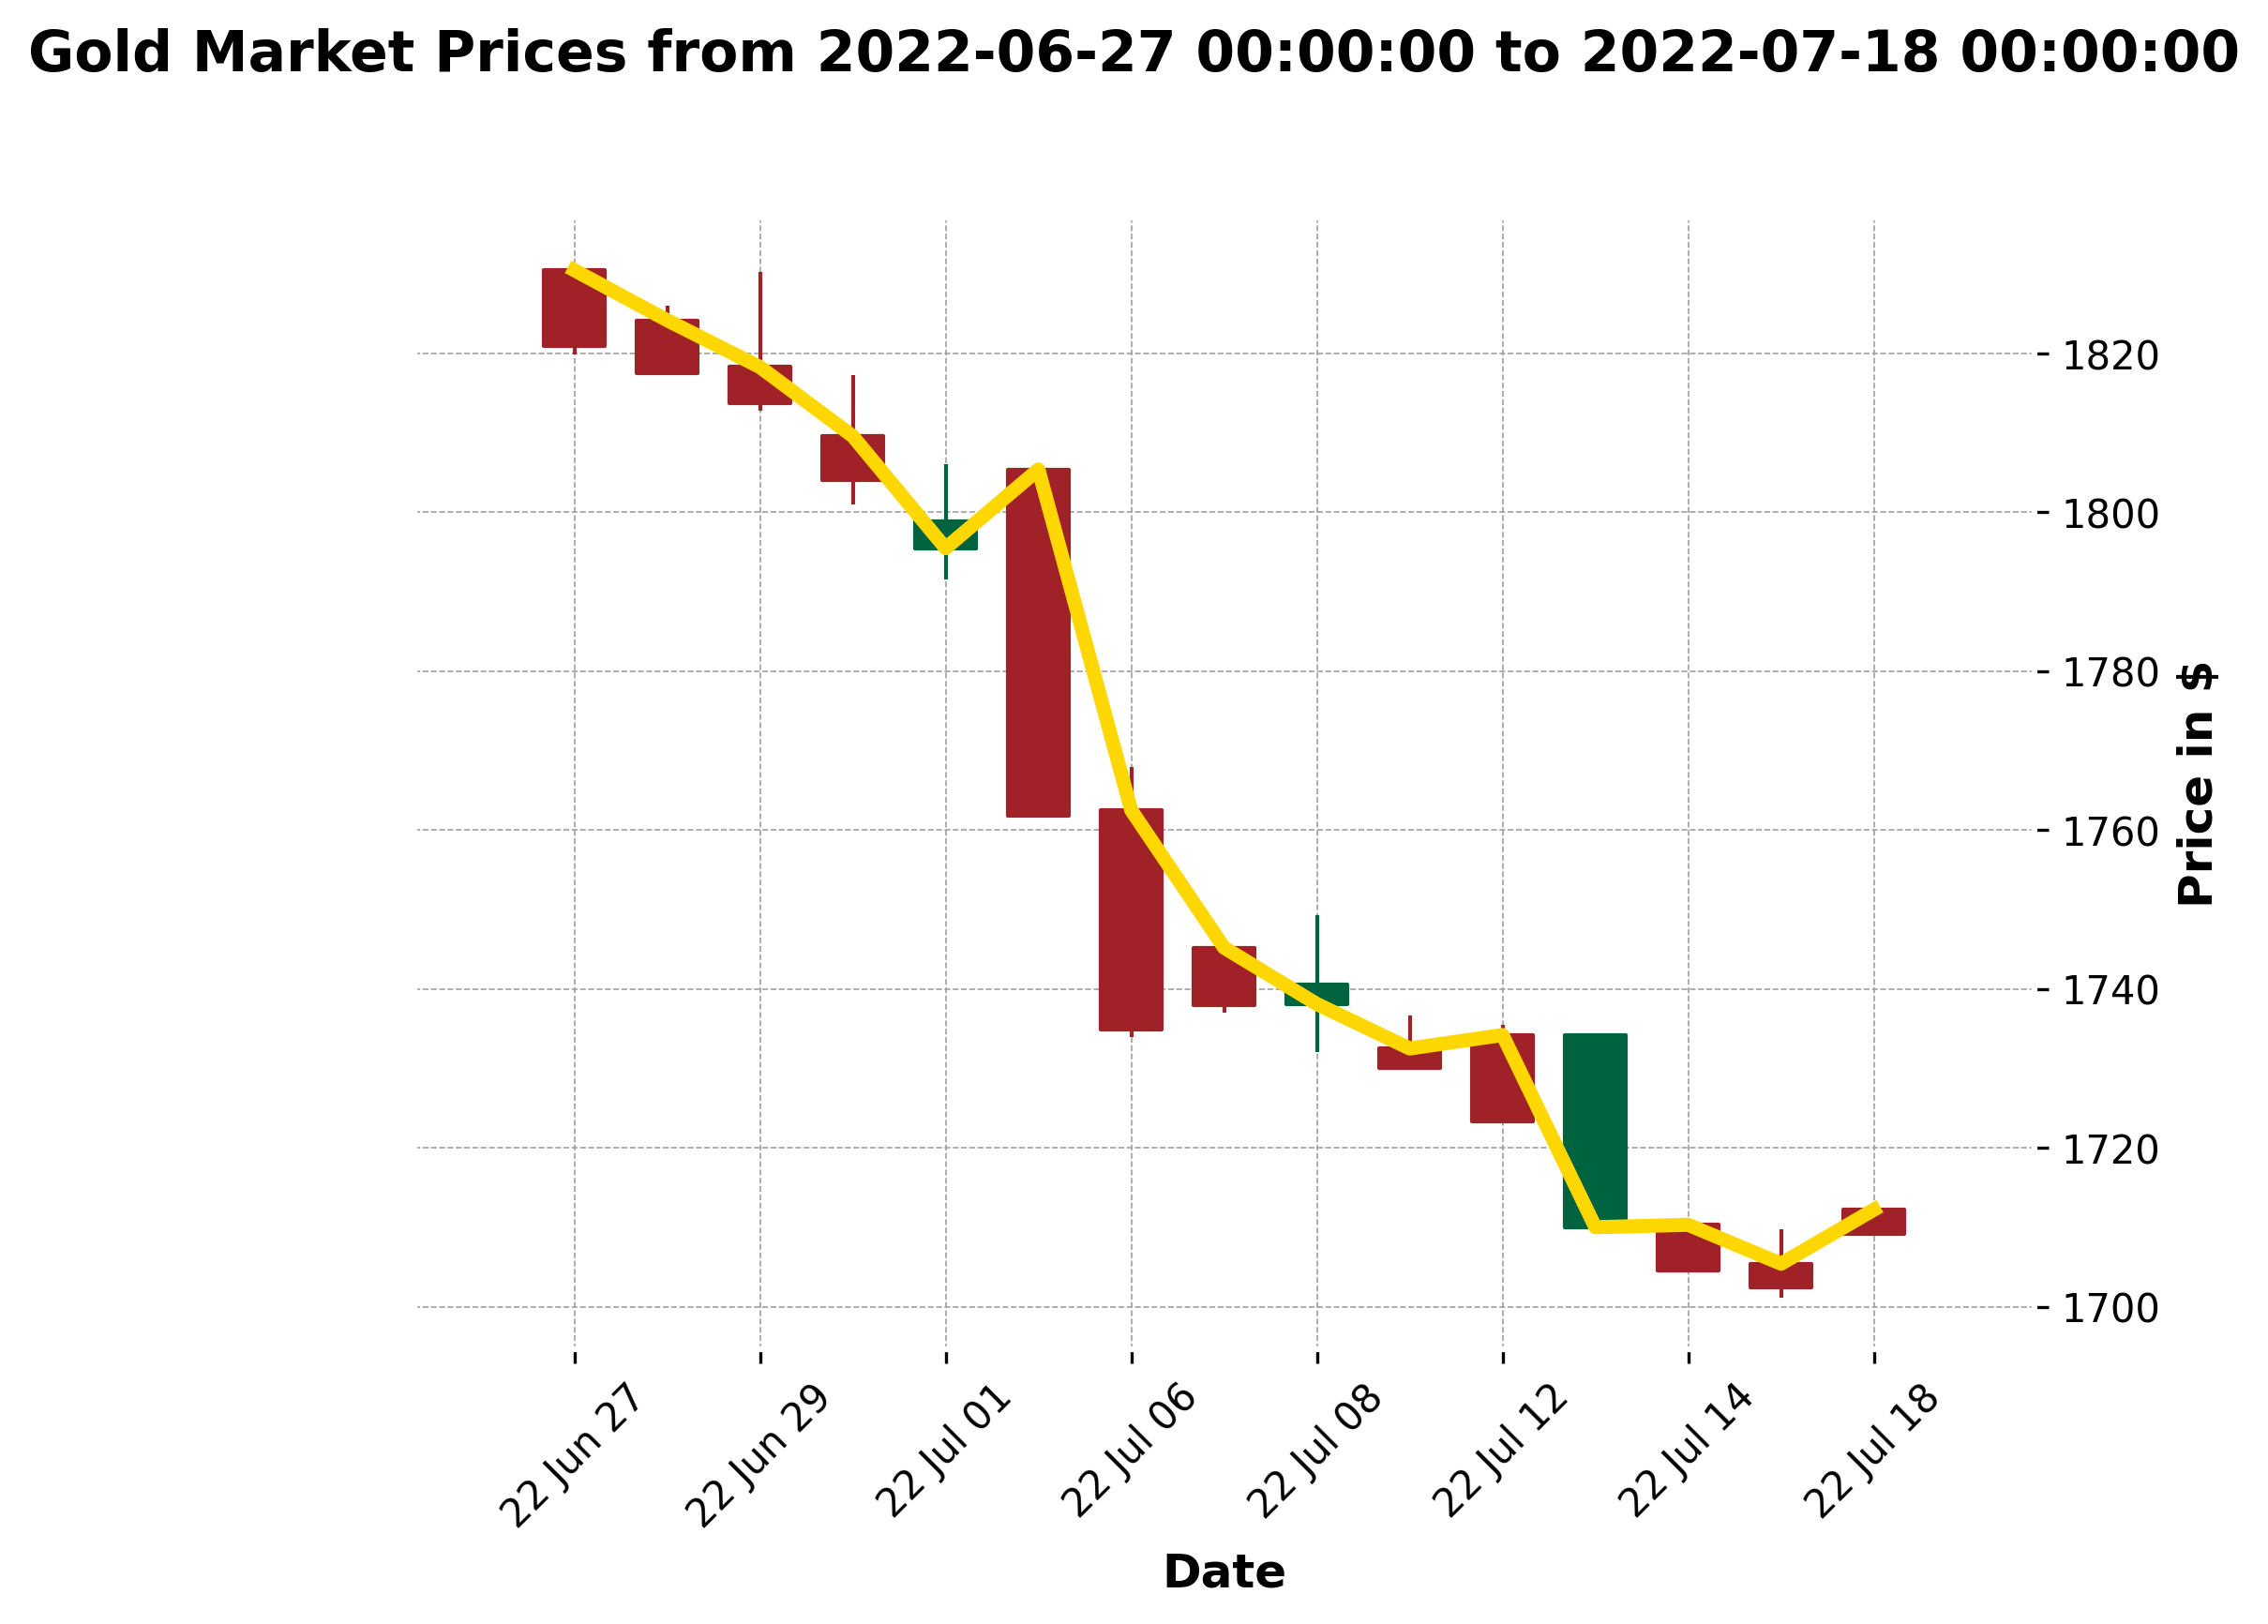 Gold Market Prices from 2022-06-27 00:00:00 to 2022-07-18 00:00:00
1820
1800
1780
1760
1740
1720
1700
Price in $
22 Jun 27
22 Jun 29
22 Jul 01
22 Jul 06
22 Jul 08
22 Jul 12
22 Jul 14
22 Jul 18
Date